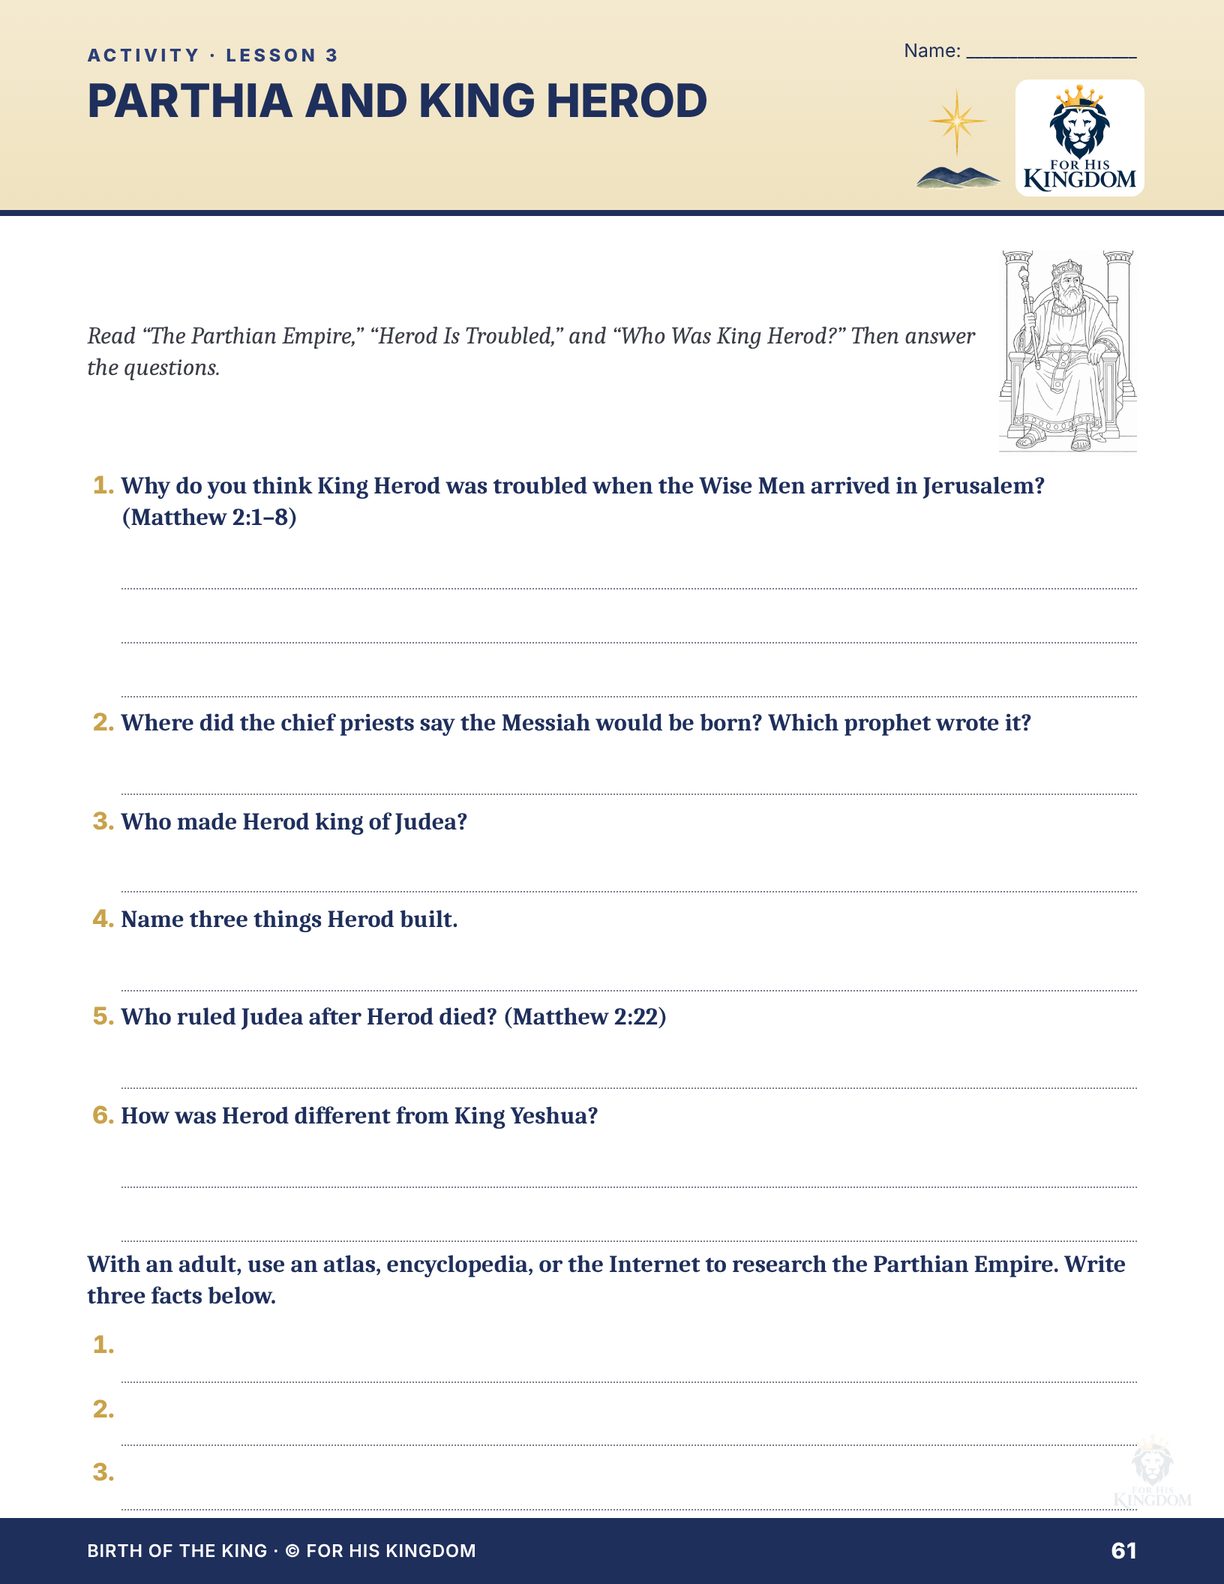 ACTIVITY · LESSON 3
Name: ____________________
PARTHIA AND KING HEROD
FOR HIS
KINGDOM
Read “The Parthian Empire,” “Herod Is Troubled,” and “Who Was King Herod?” Then answer
the questions.
1. Why do you think King Herod was troubled when the Wise Men arrived in Jerusalem?
(Matthew 2:1–8)
2. Where did the chief priests say the Messiah would be born? Which prophet wrote it?
3. Who made Herod king of Judea?
4. Name three things Herod built.
5. Who ruled Judea after Herod died? (Matthew 2:22)
6. How was Herod different from King Yeshua?
With an adult, use an atlas, encyclopedia, or the Internet to research the Parthian Empire. Write
three facts below.
1.
2.
3.
FOR HIS
KINGDOM
BIRTH OF THE KING · © FOR HIS KINGDOM
61